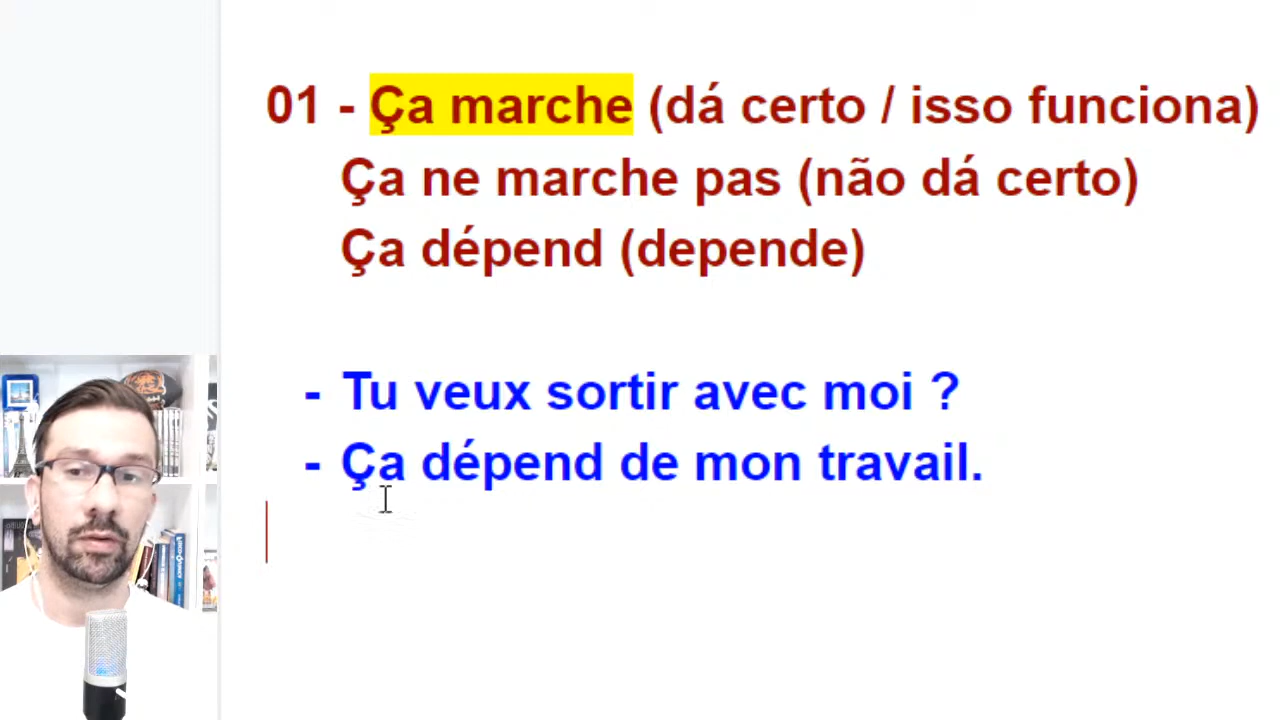 01 - Ça marche (dá certo / isso funciona)
Ça ne marche pas (não dá certo)
Ça dépend (depende)
- Tu veux sortir avec moi ?
- Ça dépend de mon travail.